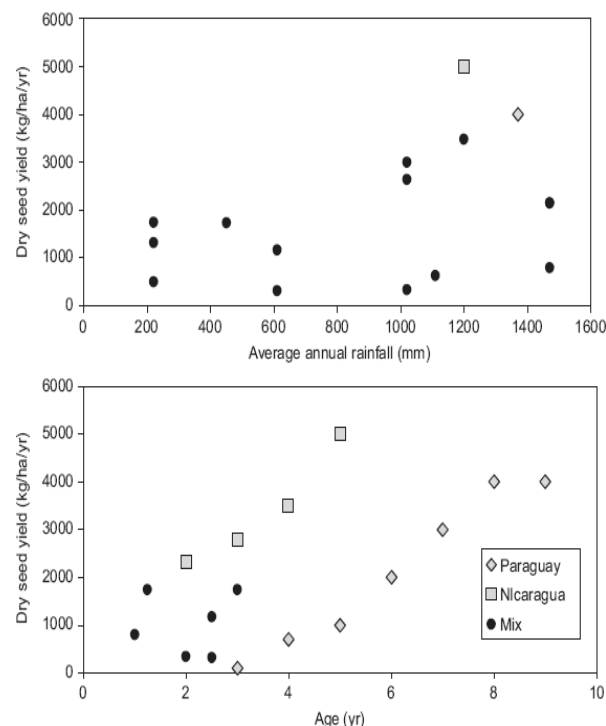 6000
5000
4000
3000
2000
1000
0
Dry seed yield (kg/ha/yr)
0 200 400 600 800 1000 1200 1400 1600
Average annual rainfall (mm)
6000
5000
4000
3000
2000
1000
0
Dry seed yield (kg/ha/yr)
Paraguay
NIcaragua
Mix
0 2 4 6 8 10
Age (yr)